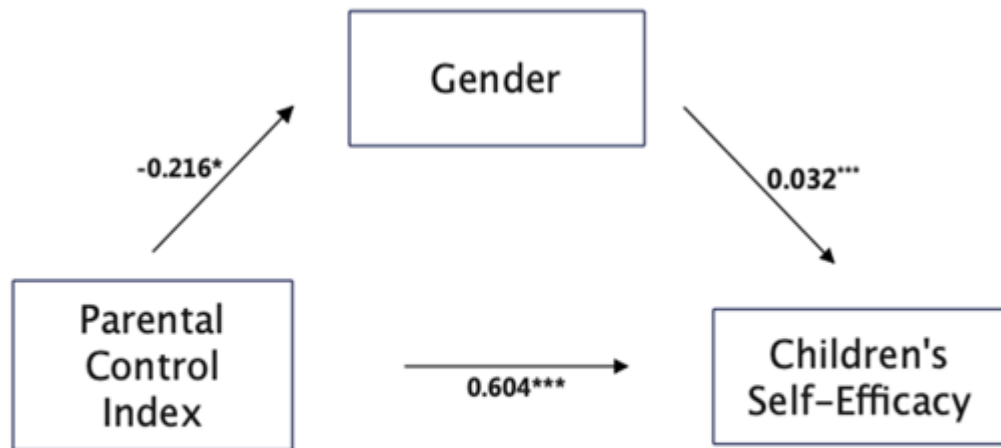 Gender
-0.216*
0.032***
Parental
Control
Index
0.604***
Children's
Self-Efficacy